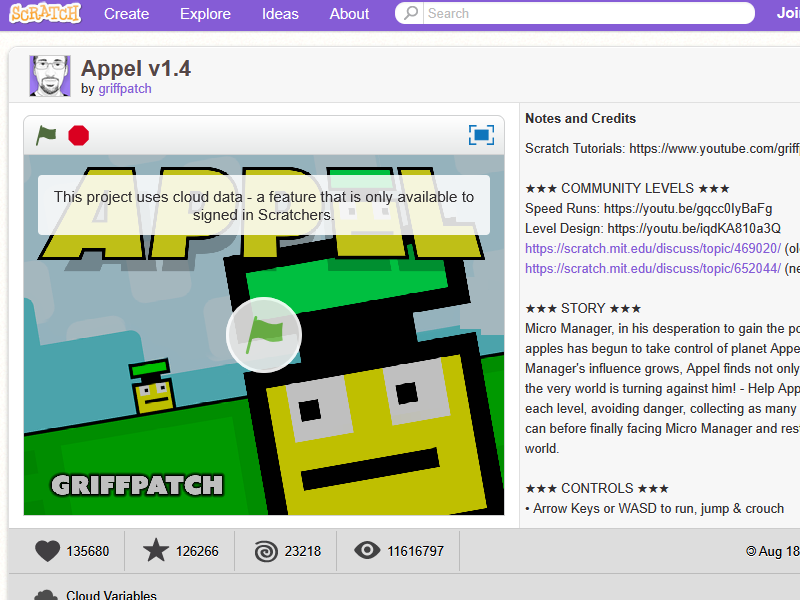 SCRATCH Create Explore Ideas About Search Joi
Appel v1.4
by griffpatch
APPEL
This project uses cloud data - a feature that is only available to
signed in Scratchers.
GRIFFPATCH
Notes and Credits
Scratch Tutorials: https://www.youtube.com/griff
★★★ COMMUNITY LEVELS ★★★
Speed Runs: https://youtu.be/gqcc0IyBaFg
Level Design: https://youtu.be/iqdKA810a3Q
https://scratch.mit.edu/discuss/topic/469020/ (ol
https://scratch.mit.edu/discuss/topic/652044/ (ne
★★★ STORY ★★★
Micro Manager, in his desperation to gain the po
apples has begun to take control of planet Appe
Manager's influence grows, Appel finds not only
the very world is turning against him! - Help App
each level, avoiding danger, collecting as many
can before finally facing Micro Manager and rest
world.
★★★ CONTROLS ★★★
• Arrow Keys or WASD to run, jump & crouch
135680 126266 23218 11616797 © Aug 18
Cloud Variables